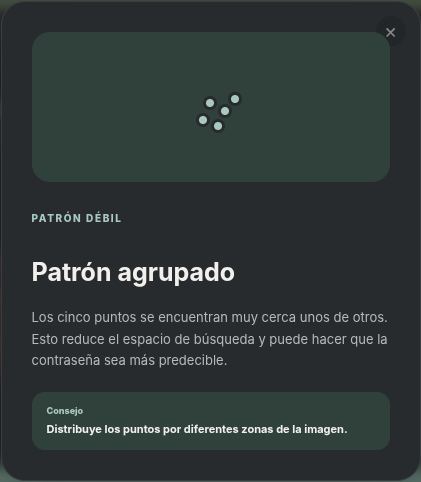 PATRÓN DÉBIL
Patrón agrupado
Los cinco puntos se encuentran muy cerca unos de otros.
Esto reduce el espacio de búsqueda y puede hacer que la
contraseña sea más predecible.
Consejo
Distribuye los puntos por diferentes zonas de la imagen.